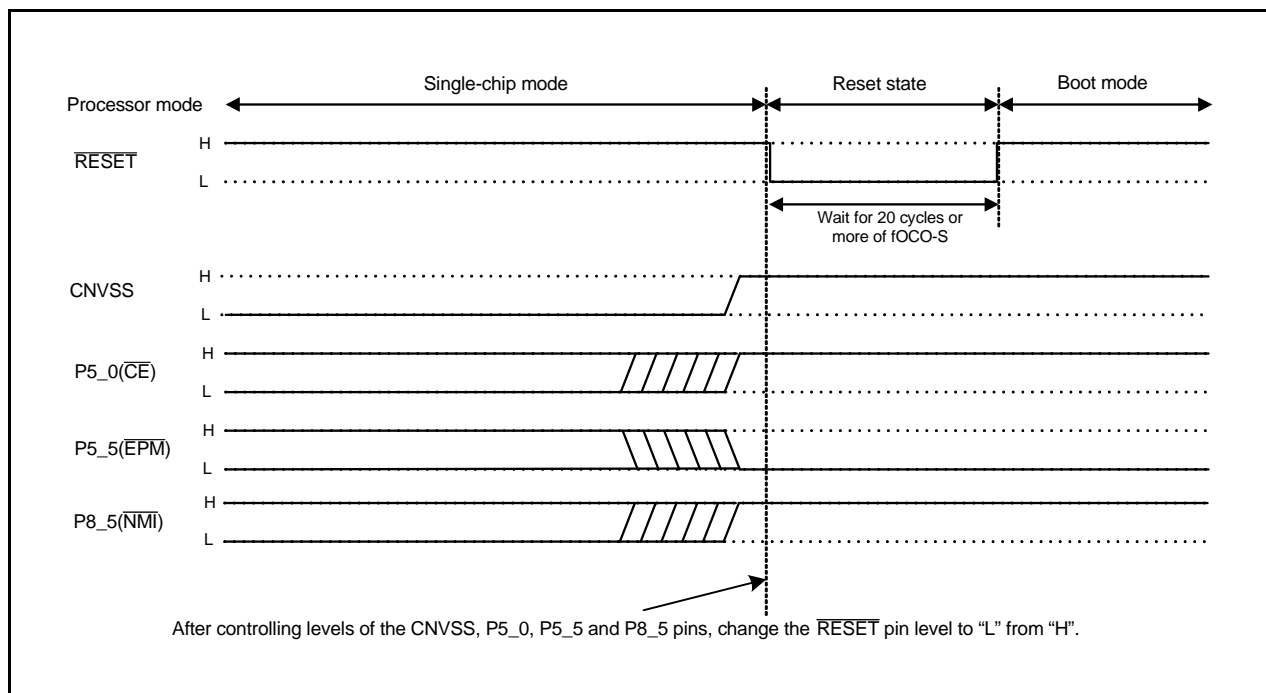 Single-chip mode
Reset state
Boot mode
Processor mode
RESET
H
L
Wait for 20 cycles or
more of fOCO-S
CNVSS
H
L
P5_0(CE)
H
L
P5_5(EPM)
H
L
P8_5(NMI)
H
L
After controlling levels of the CNVSS, P5_0, P5_5 and P8_5 pins, change the RESET pin level to “L” from “H”.